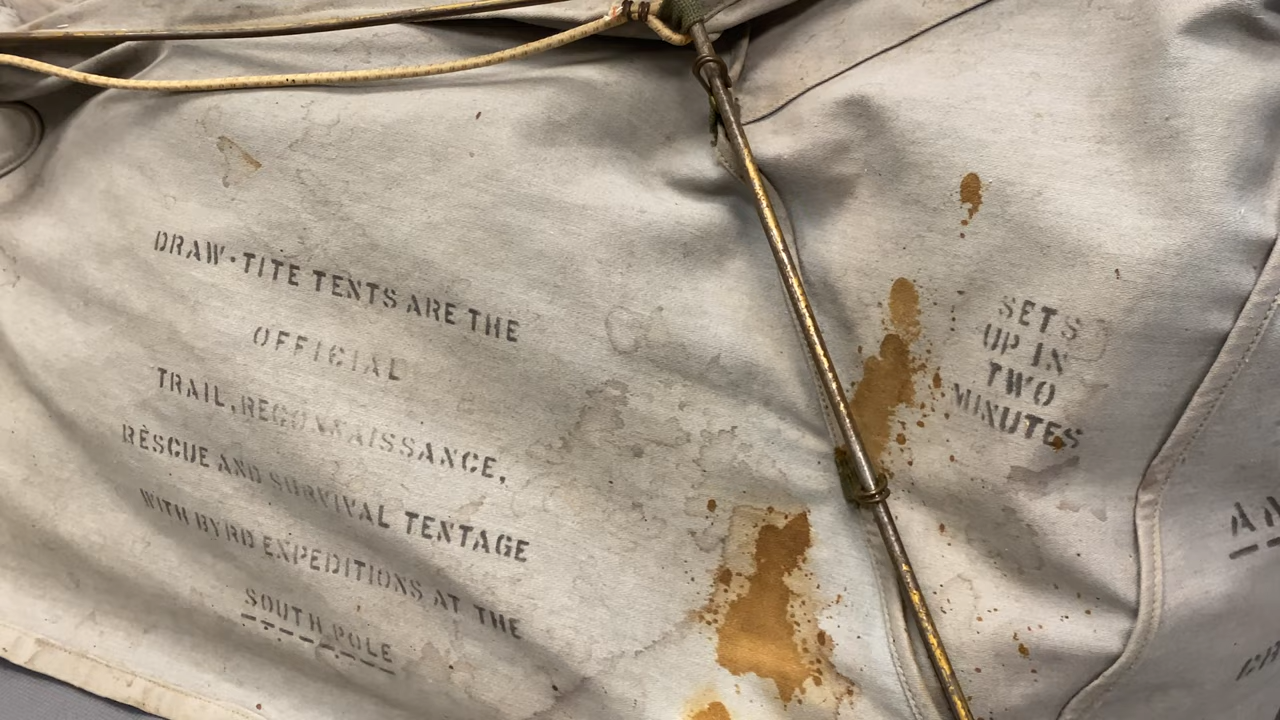 DRAW-TITE TENTS ARE THE
OFFICIAL
TRAIL, RECONNAISSANCE,
RESCUE AND SURVIVAL TENTAGE
WITH BYRD EXPEDITIONS AT THE
SOUTH POLE
SETS
UP IN
TWO
MINUTES